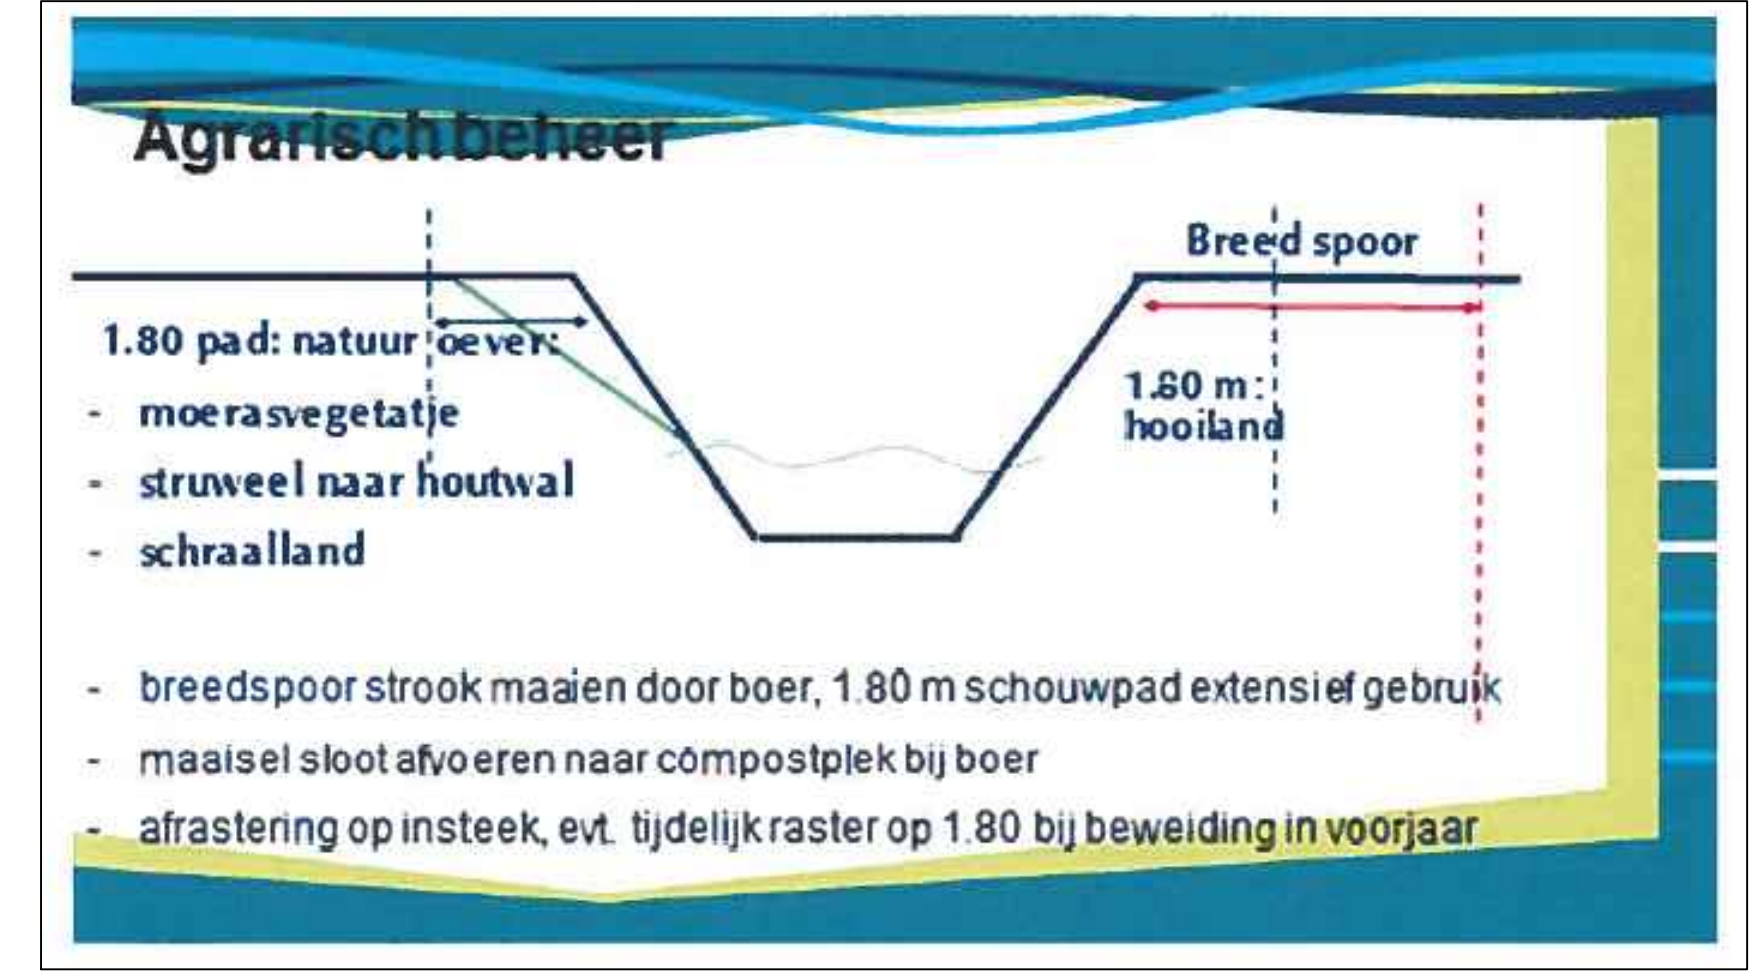 Agrarisch beheer
Breed spoor
1.80 pad: natuur oever:
- moerasvegetatie
- struweel naar houtwal
- schraalland
1.80 m:
hooiland
- breedspoor strook maaien door boer, 1.80 m schouwpad extensief gebruik
- maaisel sloot afvoeren naar compostplek bij boer
- afrastering op insteek, evt. tijdelijk raster op 1.80 bij beweiding in voorjaar